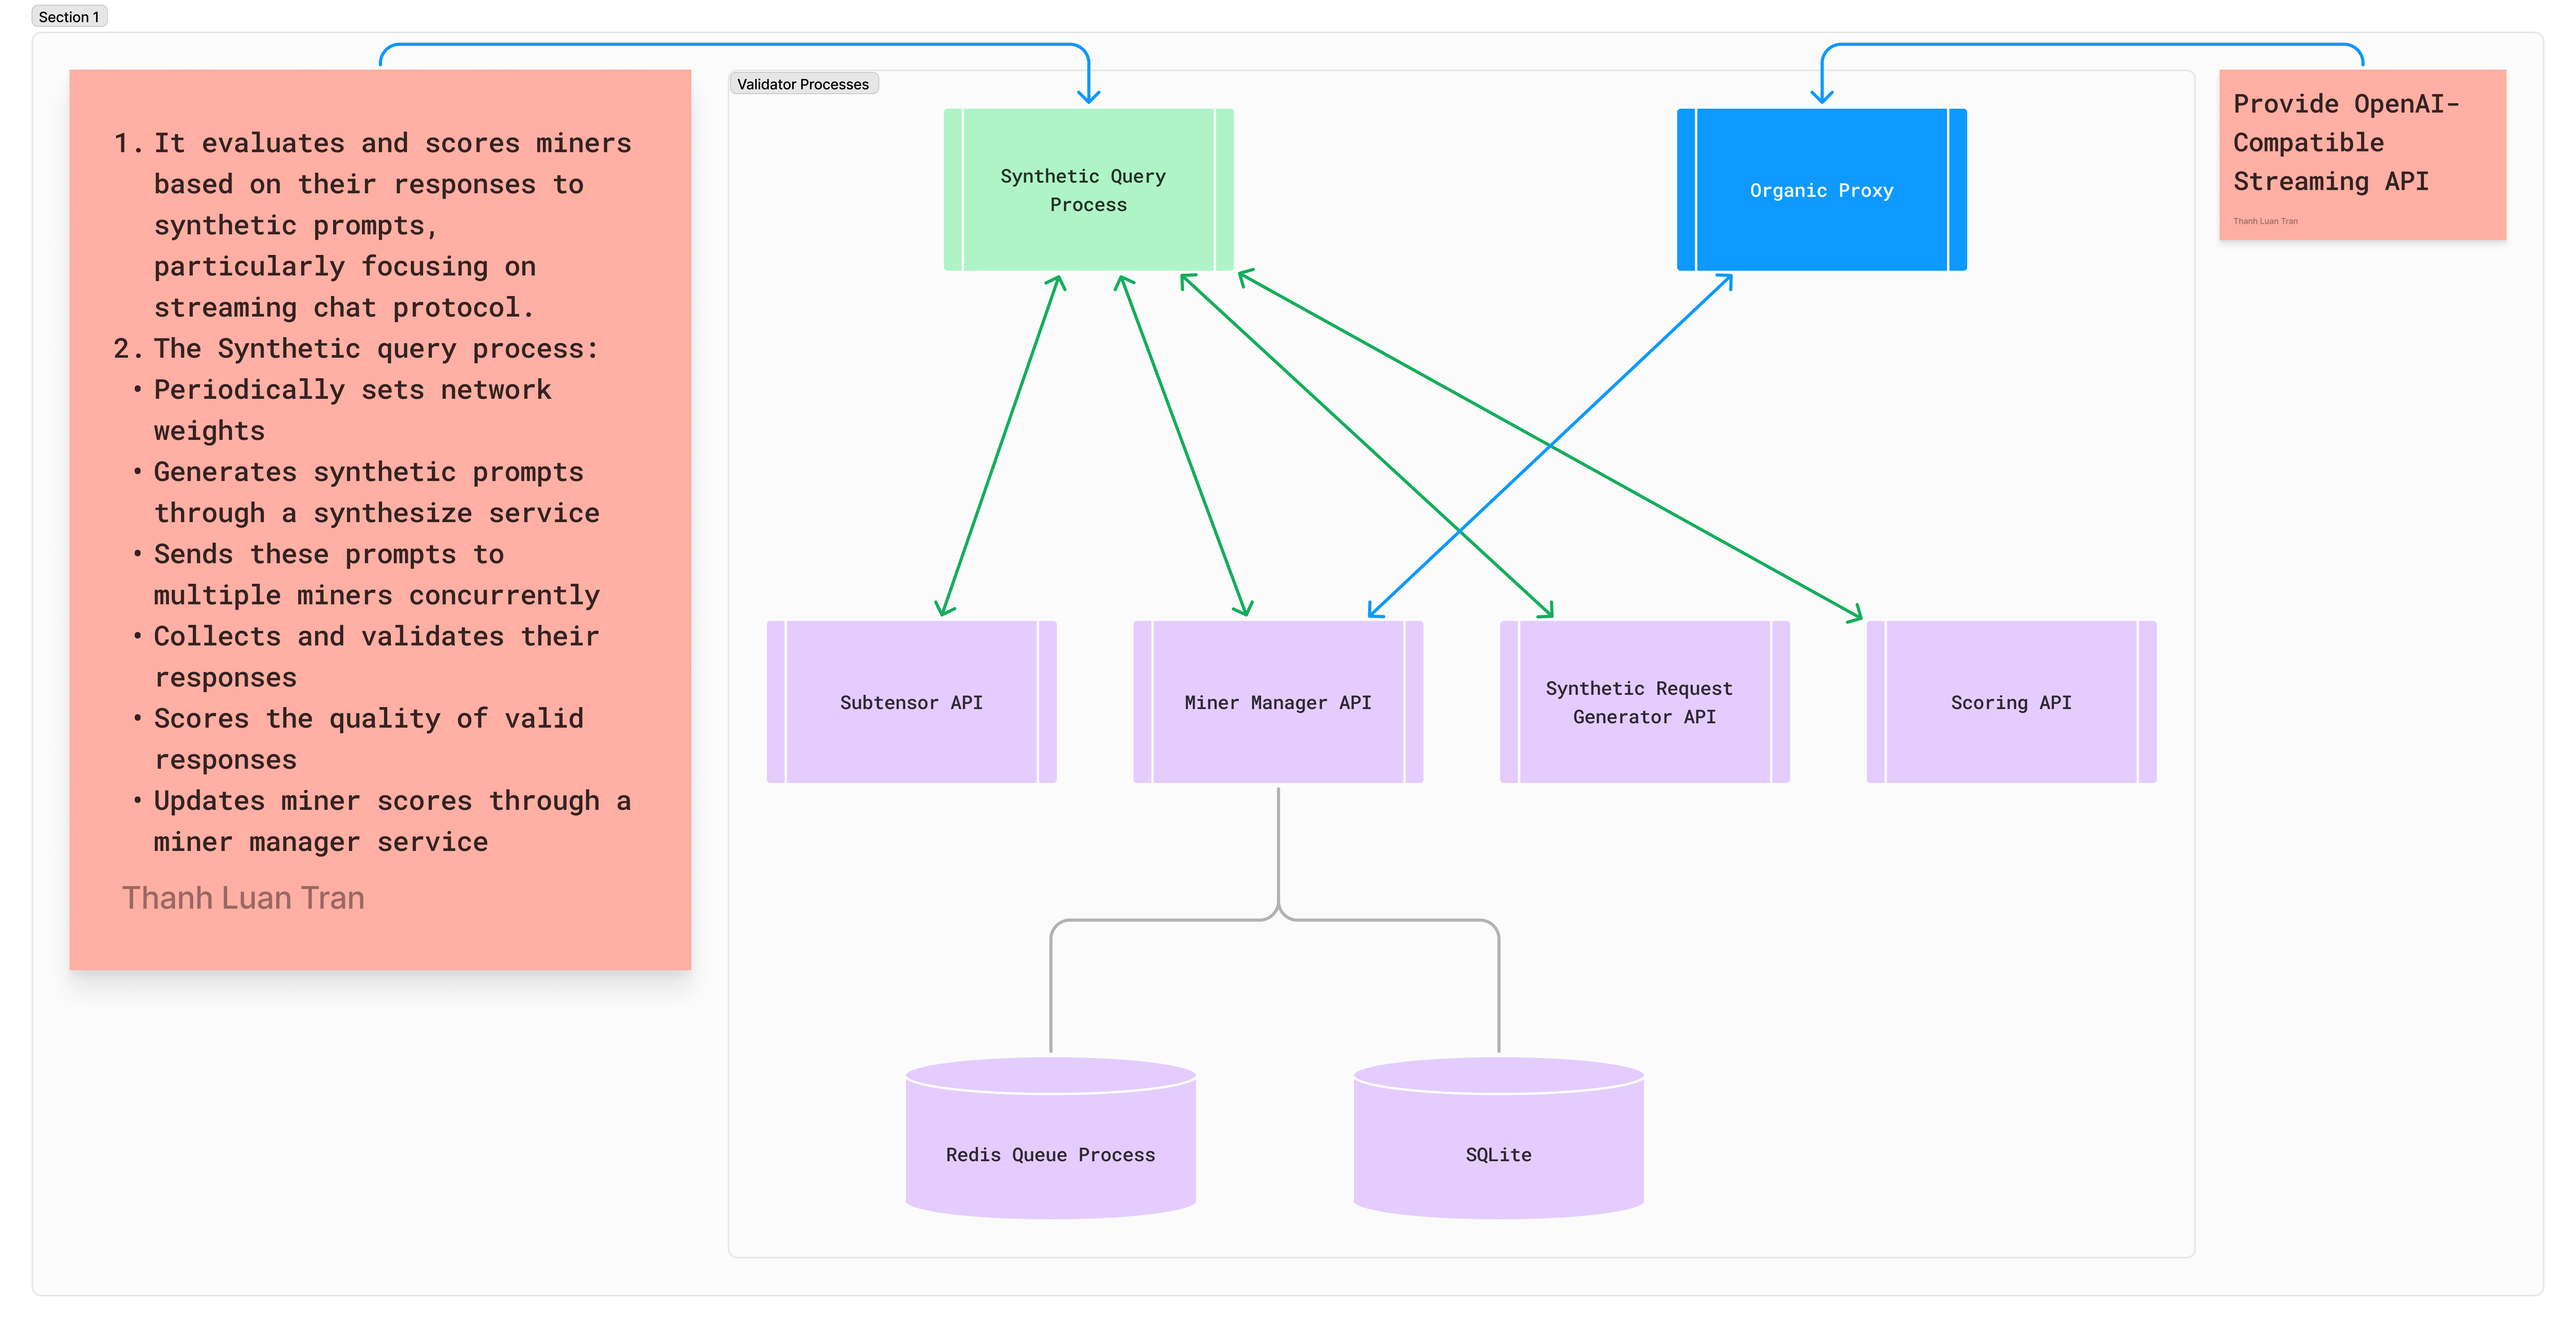 Section 1
1. It evaluates and scores miners
based on their responses to
synthetic prompts,
particularly focusing on
streaming chat protocol.
2. The Synthetic query process:
• Periodically sets network
weights
• Generates synthetic prompts
through a synthesize service
• Sends these prompts to
multiple miners concurrently
• Collects and validates their
responses
• Scores the quality of valid
responses
• Updates miner scores through a
miner manager service
Thanh Luan Tran
Validator Processes
Synthetic Query
Process
Organic Proxy
Provide OpenAI-
Compatible
Streaming API
Thanh Luan Tran
Subtensor API
Miner Manager API
Synthetic Request
Generator API
Scoring API
Redis Queue Process
SQLite